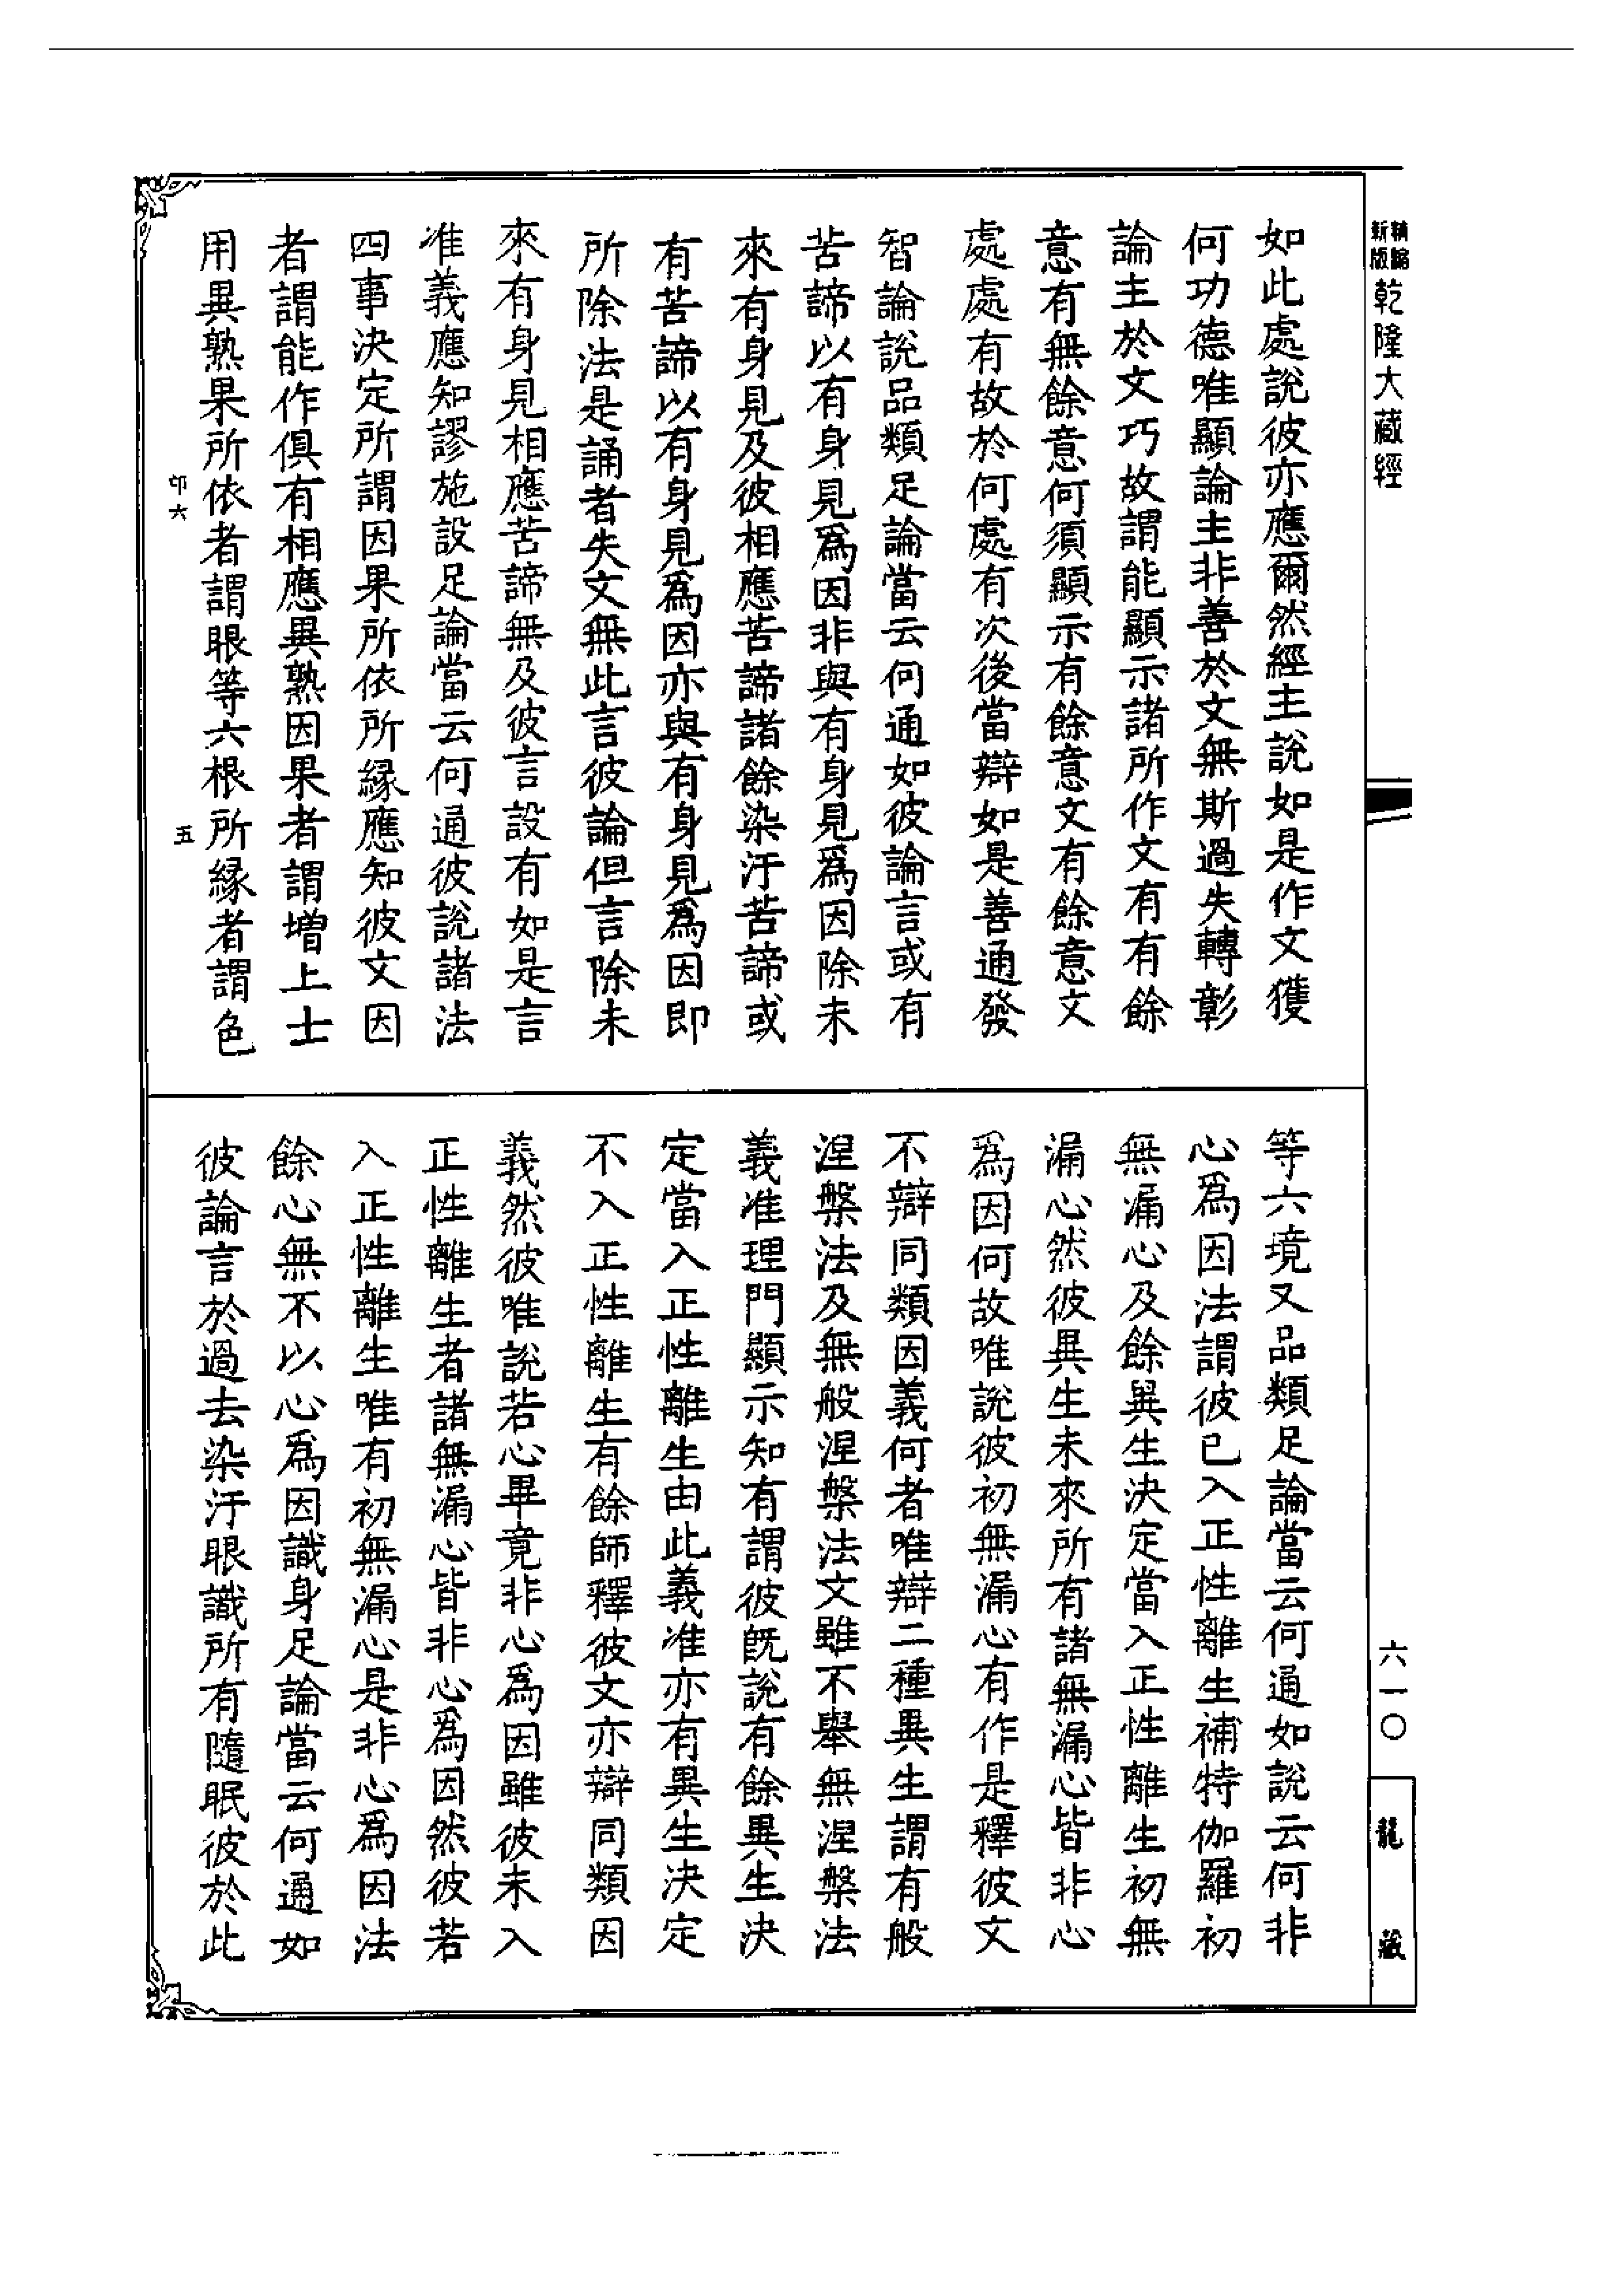 精縮
新版
乾隆大藏經
如此處說彼亦應爾然經主說如是作文獲
何功德唯顯論主非善於文無斯過失轉彰
論主於文巧故謂能顯示諸所作文有有餘
意有無餘意何須顯示有餘意文有餘意文
處處有故於何處有次後當辯如是善通發
智論說品類足論當云何通如彼論言或有
苦諦以有身見爲因非與有身見爲因除未
來有身見及彼相應苦諦諸餘染汙苦諦或
有苦諦以有身見爲因亦與有身見爲因即
所除法是誦者失文無此言彼論但言除未
來有身見相應苦諦無及彼言設有如是言
准義應知謬施設足論當云何通彼說諸法
四事決定所謂因果所依所緣應知彼文因
者謂能作俱有相應異熟因果者謂增上士
用異熟果所依者謂眼等六根所緣者謂色
卬六
五
等六境又品類足論當云何通如說云何非
心爲因法謂彼已入正性離生補特伽羅初
無漏心及餘異生決定當入正性離生初無
漏心然彼異生未來所有諸無漏心皆非心
爲因何故唯說彼初無漏心有作是釋彼文
不辯同類因義何者唯辯二種異生謂有般
涅槃法及無般涅槃法文雖不舉無涅槃法
義准理門顯示知有謂彼既說有餘異生決
定當入正性離生由此義准亦有異生決定
不入正性離生有餘師釋彼文亦辯同類因
義然彼唯說若心畢竟非心爲因雖彼未入
正性離生者諸無漏心皆非心爲因然彼若
入正性離生唯有初無漏心是非心爲因法
餘心無不以心爲因識身足論當云何通如
彼論言於過去染汙眼識所有隨眠彼於此
六一〇
龍藏